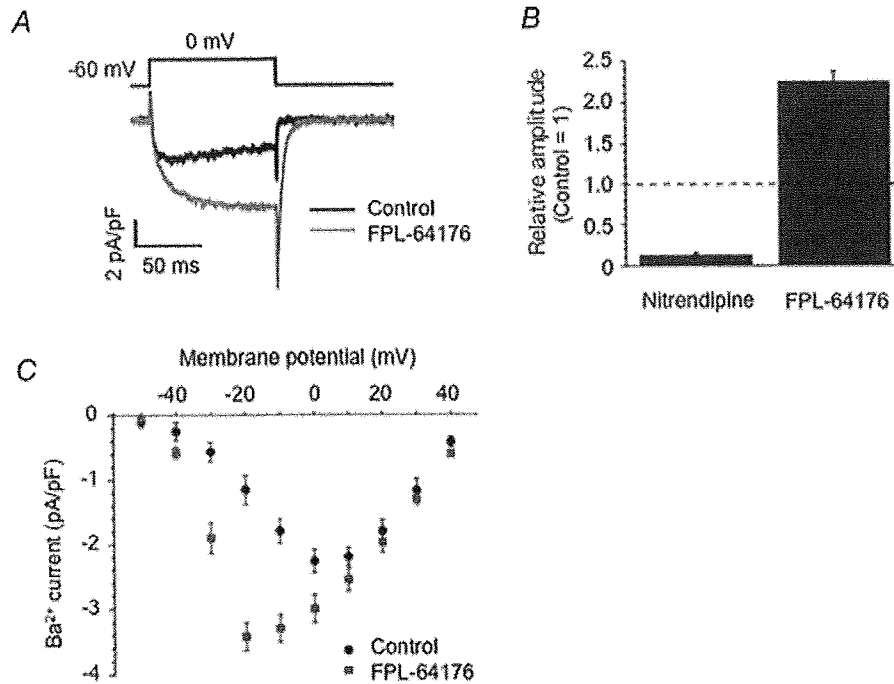 A
0 mV
-60 mV
Control
FPL-64176
2 pA/pF
50 ms
B
Relative amplitude
(Control = 1)
2.5
2.0
1.5
1.0
0.5
0
Nitrendipine
FPL-64176
C
Membrane potential (mV)
-40
-20
0
20
40
Ba²⁺ current (pA/pF)
0
-1
-2
-3
-4
Control
FPL-64176